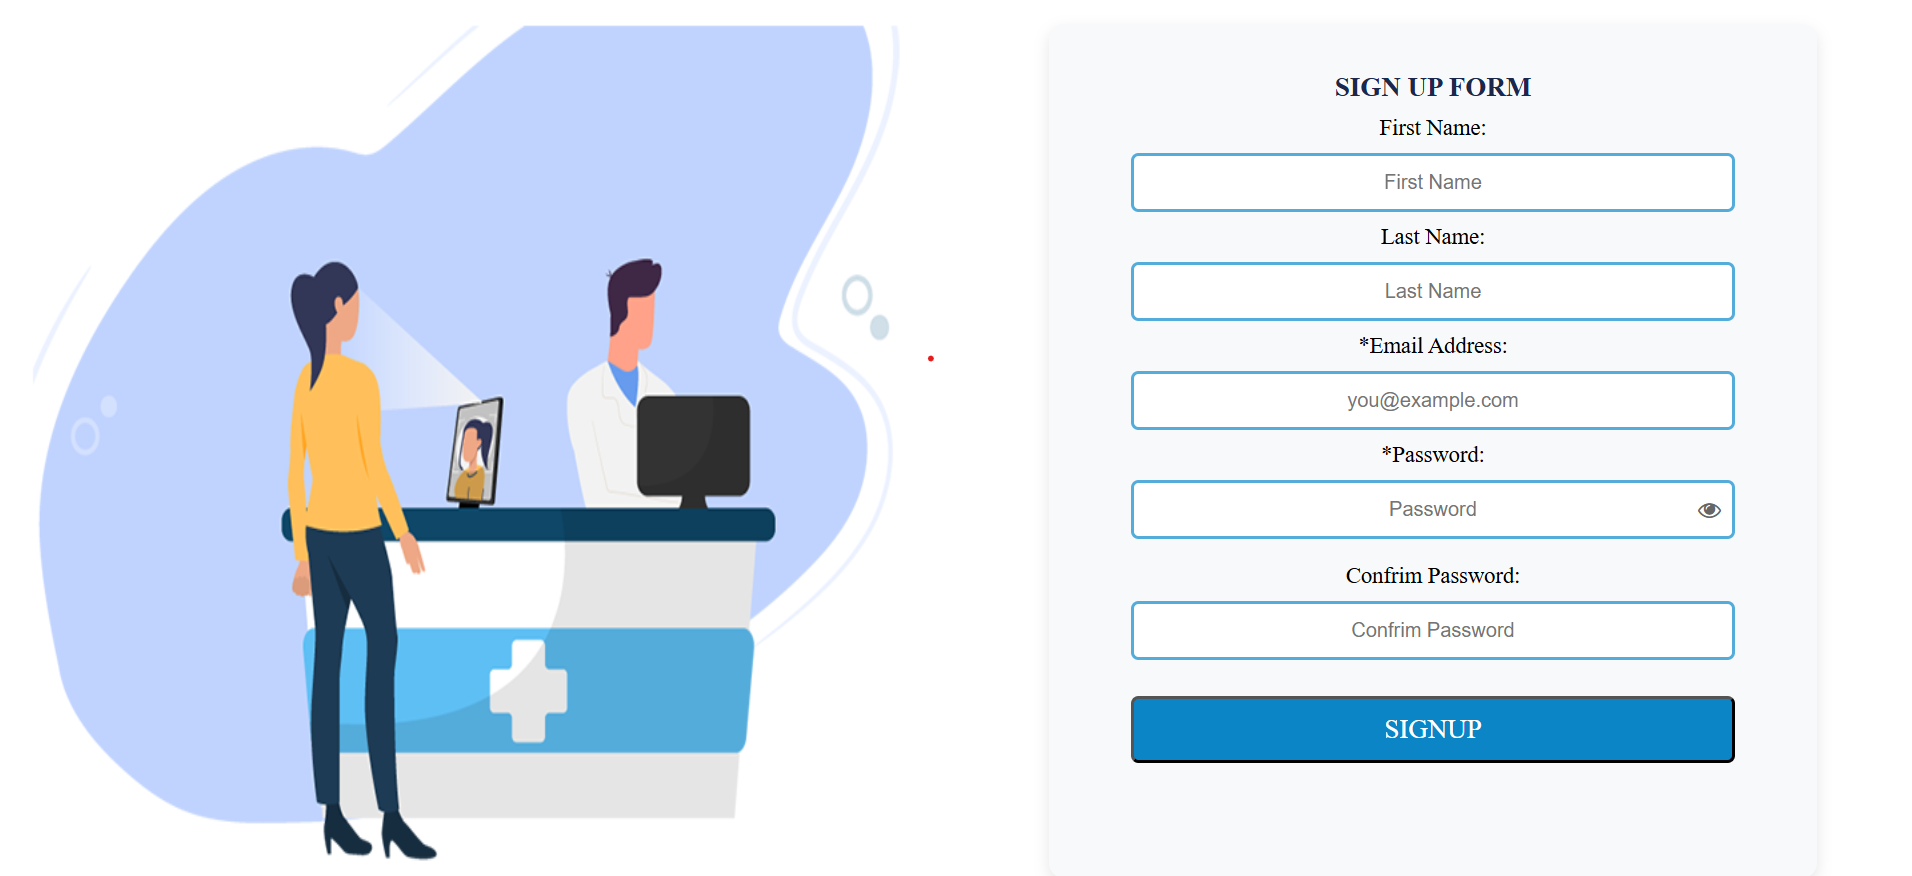 SIGN UP FORM
First Name:
First Name
Last Name:
Last Name
*Email Address:
you@example.com
*Password:
Password
Confrim Password:
Confrim Password
SIGNUP